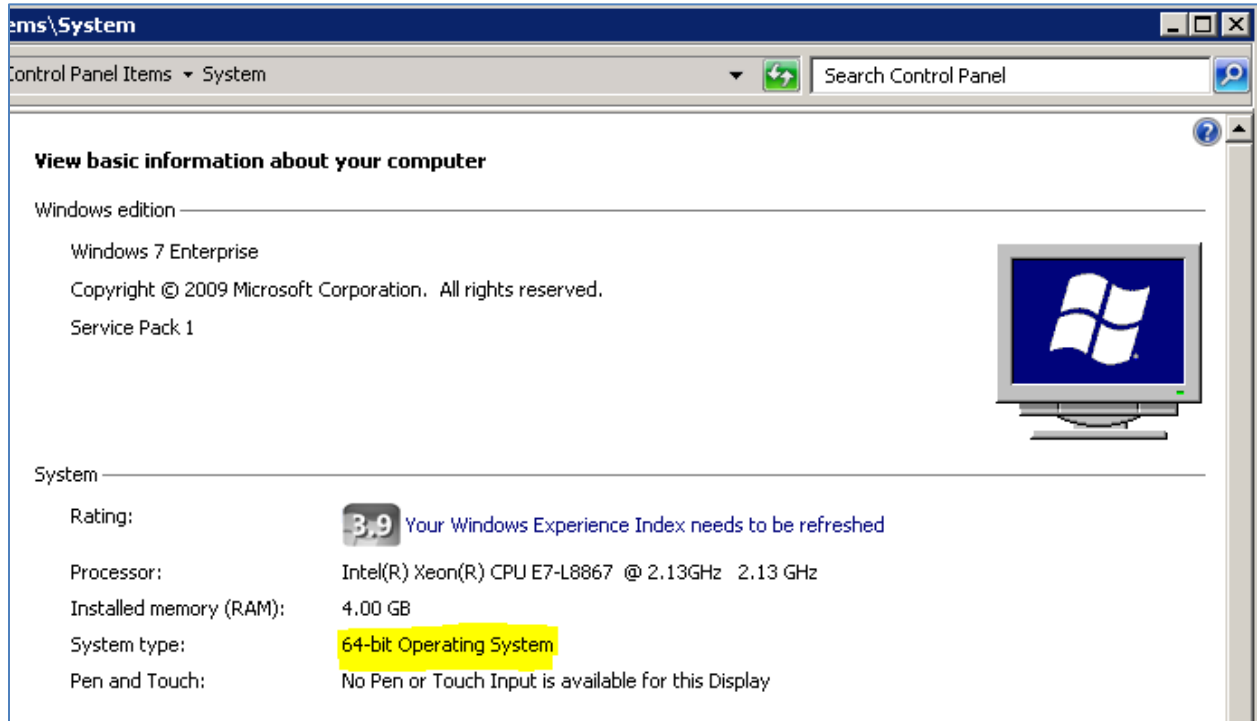 ems\System
Control Panel Items System
Search Control Panel
View basic information about your computer
Windows edition
Windows 7 Enterprise
Copyright © 2009 Microsoft Corporation. All rights reserved.
Service Pack 1
System
Rating:
3,9 Your Windows Experience Index needs to be refreshed
Processor:
Intel(R) Xeon(R) CPU E7-L8867 @ 2.13GHz 2.13 GHz
Installed memory (RAM):
4.00 GB
System type:
64-bit Operating System
Pen and Touch:
No Pen or Touch Input is available for this Display